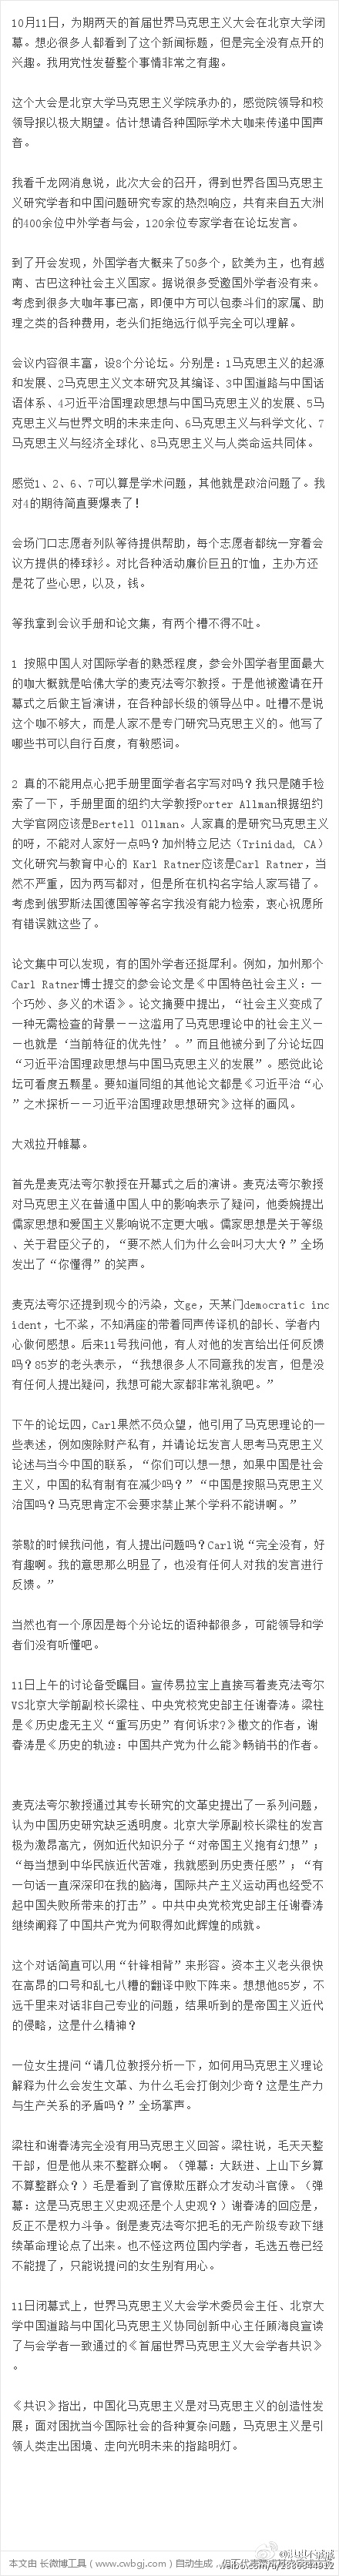 10月11日，为期两天的首届世界马克思主义大会在北京大学闭
幕。想必很多人都看到了这个新闻标题，但是完全没有点开的
兴趣。我用党性发誓整个事情非常之有趣。
这个大会是北京大学马克思主义学院承办的，感觉院领导和校
领导报以极大期望。估计想请各种国际学术大咖来传递中国声
音。
我看千龙网消息说，此次大会的召开，得到世界各国马克思主
义研究学者和中国问题研究专家的热烈响应，共有来自五大洲
的400余位中外学者与会，120余位专家学者在论坛发言。
到了开会发现，外国学者大概来了50多个，欧美为主，也有越
南、古巴这种社会主义国家。据说很多受邀国外学者没有来。
考虑到很多大咖年事已高，即便中方可以包泰斗们的家属、助
理之类的各种费用，老头们拒绝远行似乎完全可以理解。
会议内容很丰富，设8个分论坛。分别是：1马克思主义的起源
和发展、2马克思主义文本研究及其编译、3中国道路与中国话
语体系、4习近平治国理政思想与中国马克思主义的发展、5马
克思主义与世界文明的未来走向、6马克思主义与科学文化、7
马克思主义与经济全球化、8马克思主义与人类命运共同体。
感觉1、2、6、7可以算是学术问题，其他就是政治问题了。我
对4的期待简直要爆表了！
会场门口志愿者列队等待提供帮助，每个志愿者都统一穿着会
议方提供的棒球衫。对比各种活动廉价巨丑的T恤，主办方还
是花了些心思，以及，钱。
等我拿到会议手册和论文集，有两个槽不得不吐。
1 按照中国人对国际学者的熟悉程度，参会外国学者里面最大
的咖大概就是哈佛大学的麦克法夸尔教授。于是他被邀请在开
幕式之后做主旨演讲，在各种部长级的领导丛中。吐槽不是说
这个咖不够大，而是人家不是专门研究马克思主义的。他写了
哪些书可以自行百度，有敏感词。
2 真的不能用点心把手册里面学者名字写对吗？我只是随手检
索了一下，手册里面的纽约大学教授Porter Allman根据纽约
大学官网应该是Bertell Ollman。人家真的是研究马克思主义
的呀，不能对人家好一点吗？加州特立尼达（Trinidad, CA）
文化研究与教育中心的 Karl Ratner应该是Carl Ratner，当
然不严重，因为两写都对，但是所在机构名字给人家写错了。
考虑到俄罗斯法国德国等等名字我没有能力检索，衷心祝愿所
有错误就这些了。
论文集中可以发现，有的国外学者还挺犀利。例如，加州那个
Carl Ratner博士提交的参会论文是《中国特色社会主义：一
个巧妙、多义的术语》。论文摘要中提出，“社会主义变成了
一种无需检查的背景——这滥用了马克思理论中的社会主义—
—也就是‘当前特征的优先性’。”而且他被分到了分论坛四
“习近平治国理政思想与中国马克思主义的发展”。感觉此论
坛可看度五颗星。要知道同组的其他论文都是《习近平治“心
”之术探析——习近平治国理政思想研究》这样的画风。
大戏拉开帷幕。
首先是麦克法夸尔教授在开幕式之后的演讲。麦克法夸尔教授
对马克思主义在普通中国人中的影响表示了疑问，他委婉提出
儒家思想和爱国主义影响说不定更大哦。儒家思想是关于等级
、关于君臣父子的，“要不然人们为什么会叫习大大？”全场
发出了“你懂得”的笑声。
麦克法夸尔还提到现今的污染，文ge，天某门democratic inc
ident，七不桨，不知满座的带着同声传译机的部长、学者内
心做何感想。后来11号我问他，有人对他的发言给出任何反馈
吗？85岁的老头表示，“我想很多人不同意我的发言，但是没
有任何人提出疑问，我想可能大家都非常礼貌吧。”
下午的论坛四，Carl果然不负众望，他引用了马克思理论的一
些表述，例如废除财产私有，并请论坛发言人思考马克思主义
论述与当今中国的联系，“你们可以想一想，如果中国是社会
主义，中国的私有制有在减少吗？”“中国是按照马克思主义
治国吗？马克思肯定不会要求禁止某个学科不能讲啊。”
茶歇的时候我问他，有人提出问题吗？Carl说“完全没有，好
有趣啊。我的意思那么明显了，也没有任何人对我的发言进行
反馈。”
当然也有一个原因是每个分论坛的语种都很多，可能领导和学
者们没有听懂吧。
11日上午的讨论备受瞩目。宣传易拉宝上直接写着麦克法夸尔
VS北京大学前副校长梁柱、中央党校党史部主任谢春涛。梁柱
是《历史虚无主义“重写历史”有何诉求?》檄文的作者，谢
春涛是《历史的轨迹：中国共产党为什么能》畅销书的作者。
麦克法夸尔教授通过其专长研究的文革史提出了一系列问题，
认为中国历史研究缺乏透明度。北京大学原副校长梁柱的发言
极为激昂高亢，例如近代知识分子“对帝国主义抱有幻想”；
“每当想到中华民族近代苦难，我就感到历史责任感”；“有
一句话一直深深印在我的脑海，国际共产主义运动再也经受不
起中国失败所带来的打击”。中共中央党校党史部主任谢春涛
继续阐释了中国共产党为何取得如此辉煌的成就。
这个对话简直可以用“针锋相背”来形容。资本主义老头很快
在高昂的口号和乱七八糟的翻译中败下阵来。想想他85岁，不
远千里来对话非自己专业的问题，结果听到的是帝国主义近代
的侵略，这是什么精神？
一位女生提问“请几位教授分析一下，如何用马克思主义理论
解释为什么会发生文革、为什么毛会打倒刘少奇？这是生产力
与生产关系的矛盾吗？”全场掌声。
梁柱和谢春涛完全没有用马克思主义回答。梁柱说，毛天天整
干部，但是他从来不整群众啊。（弹幕：大跃进、上山下乡算
不算整群众？）毛是看到了官僚欺压群众才发动斗官僚。（弹
幕：这是马克思主义史观还是个人史观？）谢春涛的回应是，
反正不是权力斗争。倒是麦克法夸尔把毛的无产阶级专政下继
续革命理论点了出来。也不怪这两位国内学者，毛选五卷已经
不能提了，只能说提问的女生别有用心。
11日闭幕式上，世界马克思主义大会学术委员会主任、北京大
学中国道路与中国化马克思主义协同创新中心主任顾海良宣读
了与会学者一致通过的《首届世界马克思主义大会学者共识》
。
《共识》指出，中国化马克思主义是对马克思主义的创造性发
展；面对困扰当今国际社会的各种复杂问题，马克思主义是引
领人类走出困境、走向光明未来的指路明灯。
本文由 长微博工具（www.cwbgj.com）自动生成，